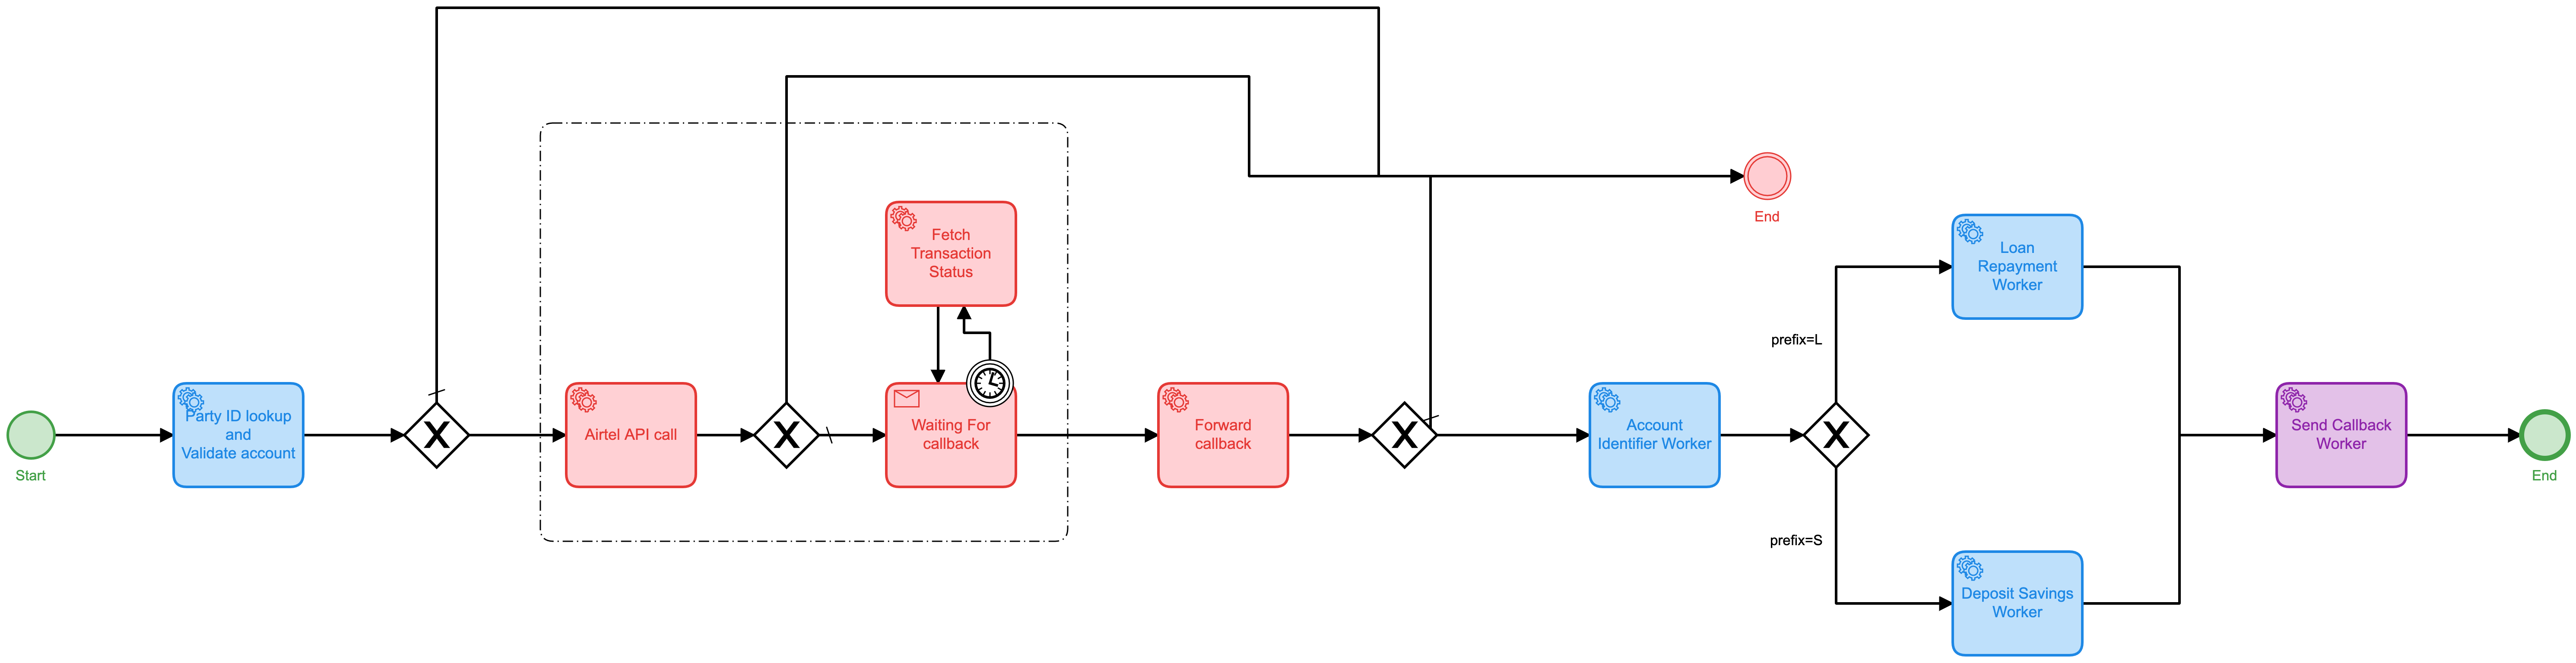 Start
Party ID lookup
and
Validate account
Airtel API call
Fetch
Transaction
Status
Waiting For
callback
Forward
callback
End
Account
Identifier Worker
prefix=L
prefix=S
Loan
Repayment
Worker
Deposit Savings
Worker
Send Callback
Worker
End